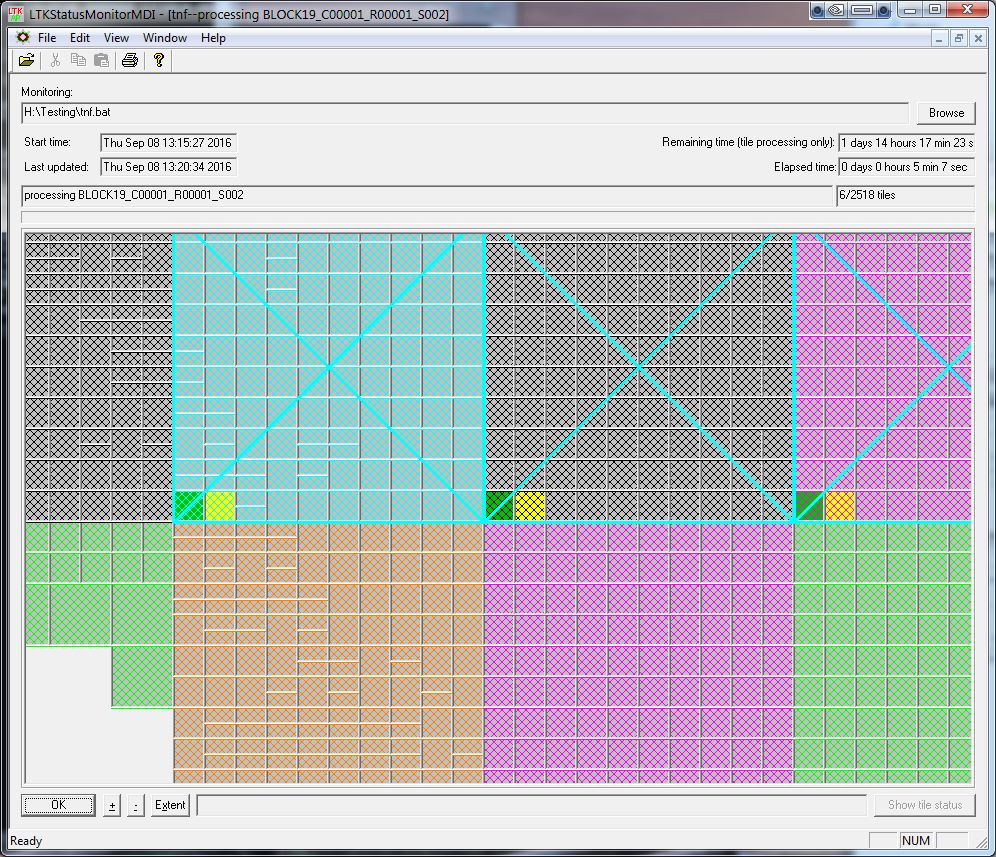 LTKStatusMonitorMDI - [tnf--processing BLOCK19_C00001_R00001_S002]
File Edit View Window Help
Monitoring:
H:\Testing\tnf.bat Browse
Start time: Thu Sep 08 13:15:27 2016 Remaining time (tile processing only): 1 days 14 hours 17 min 23 s
Last updated: Thu Sep 08 13:20:34 2016 Elapsed time: 0 days 0 hours 5 min 7 sec
processing BLOCK19_C00001_R00001_S002 6/2518 tiles
OK + - Extent Show tile status
Ready NUM